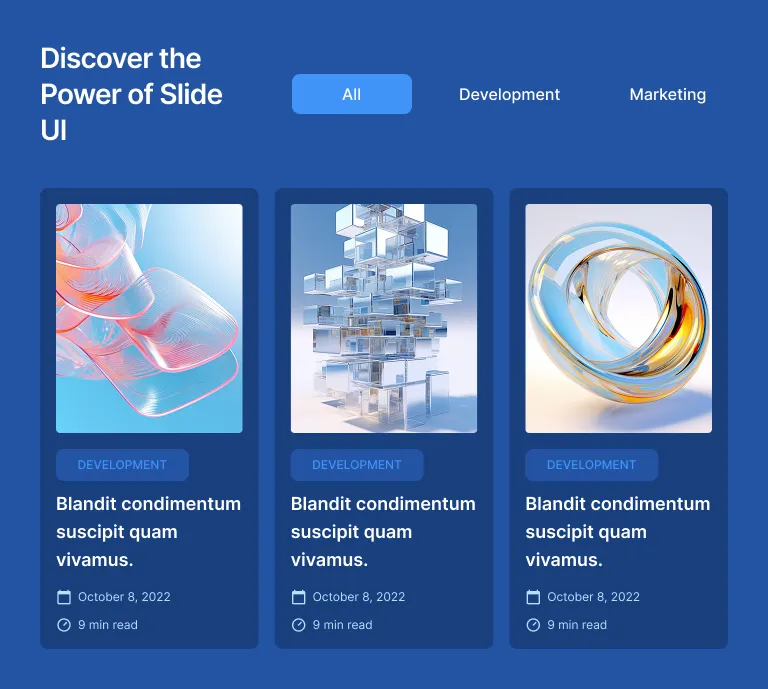 Discover the
Power of Slide
UI
All
Development
Marketing
DEVELOPMENT
Blandit condimentum
suscipit quam
vivamus.
October 8, 2022
9 min read
DEVELOPMENT
Blandit condimentum
suscipit quam
vivamus.
October 8, 2022
9 min read
DEVELOPMENT
Blandit condimentum
suscipit quam
vivamus.
October 8, 2022
9 min read